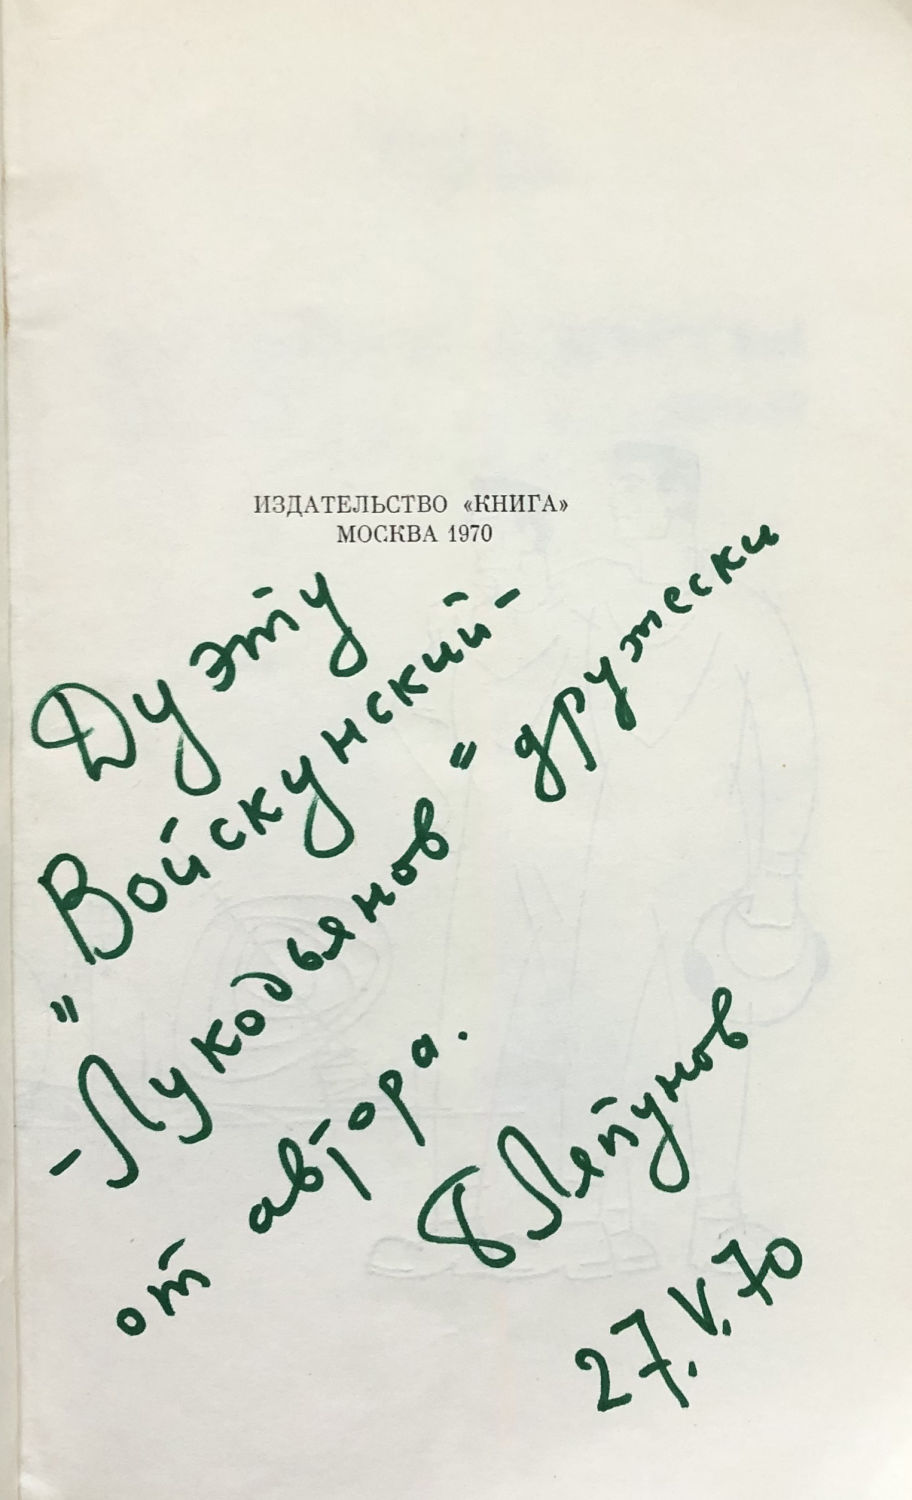 ИЗДАТЕЛЬСТВО «КНИГА»
МОСКВА 1970
Дуэту
"Войскунский-
-Лукодьянов" дружески
от автора.
Б Ляпунов
27.V.70